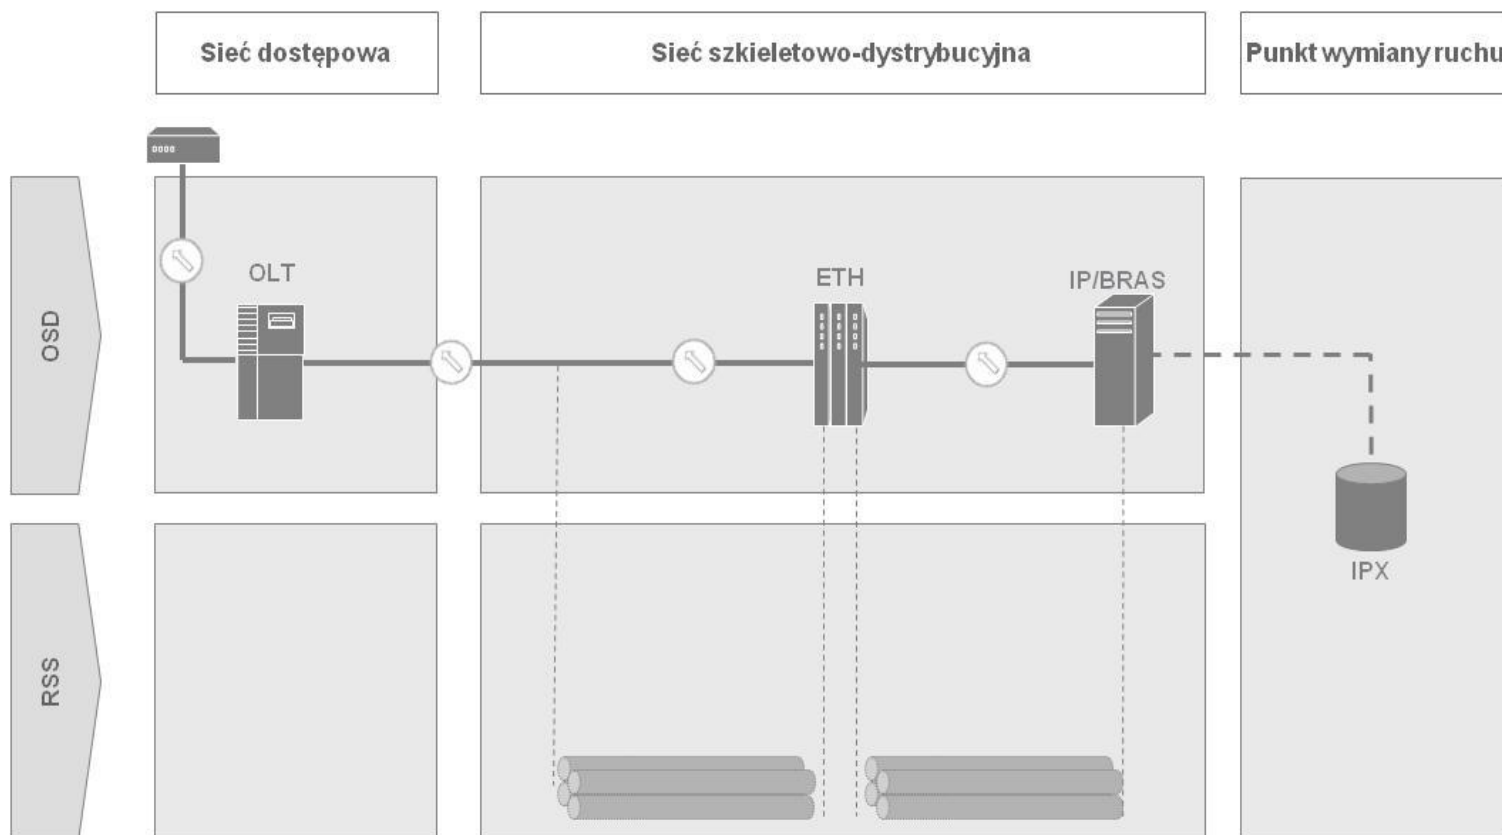 Sieć dostępowa
Sieć szkieletowo-dystrybucyjna
Punkt wymiany ruchu
OSD
OLT
ETH
IP/BRAS
IPX
RSS